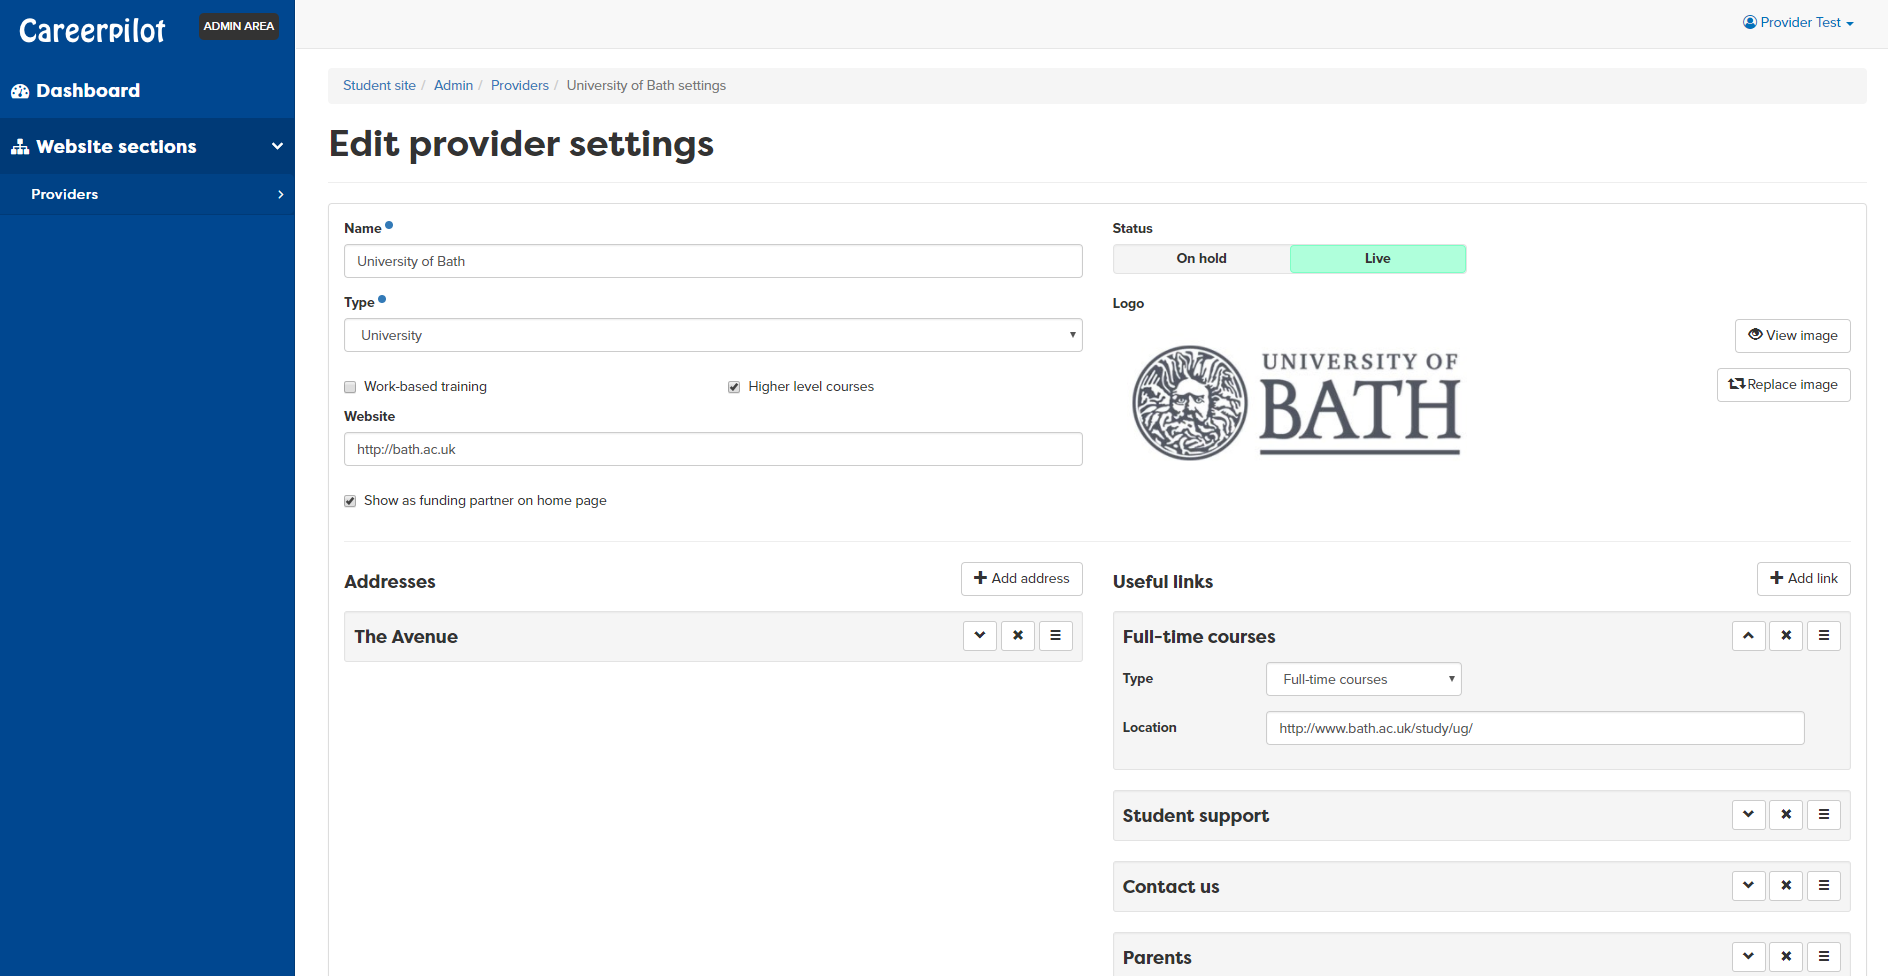 Careerpilot
ADMIN AREA
Provider Test
Dashboard
Website sections
Providers
Student site / Admin / Providers / University of Bath settings
Edit provider settings
Name
University of Bath
Type
University
Work-based training
Higher level courses
Website
http://bath.ac.uk
Show as funding partner on home page
Status
On hold
Live
Logo
UNIVERSITY OF
BATH
View image
Replace image
Addresses
Add address
The Avenue
Useful links
Add link
Full-time courses
Type
Full-time courses
Location
http://www.bath.ac.uk/study/ug/
Student support
Contact us
Parents